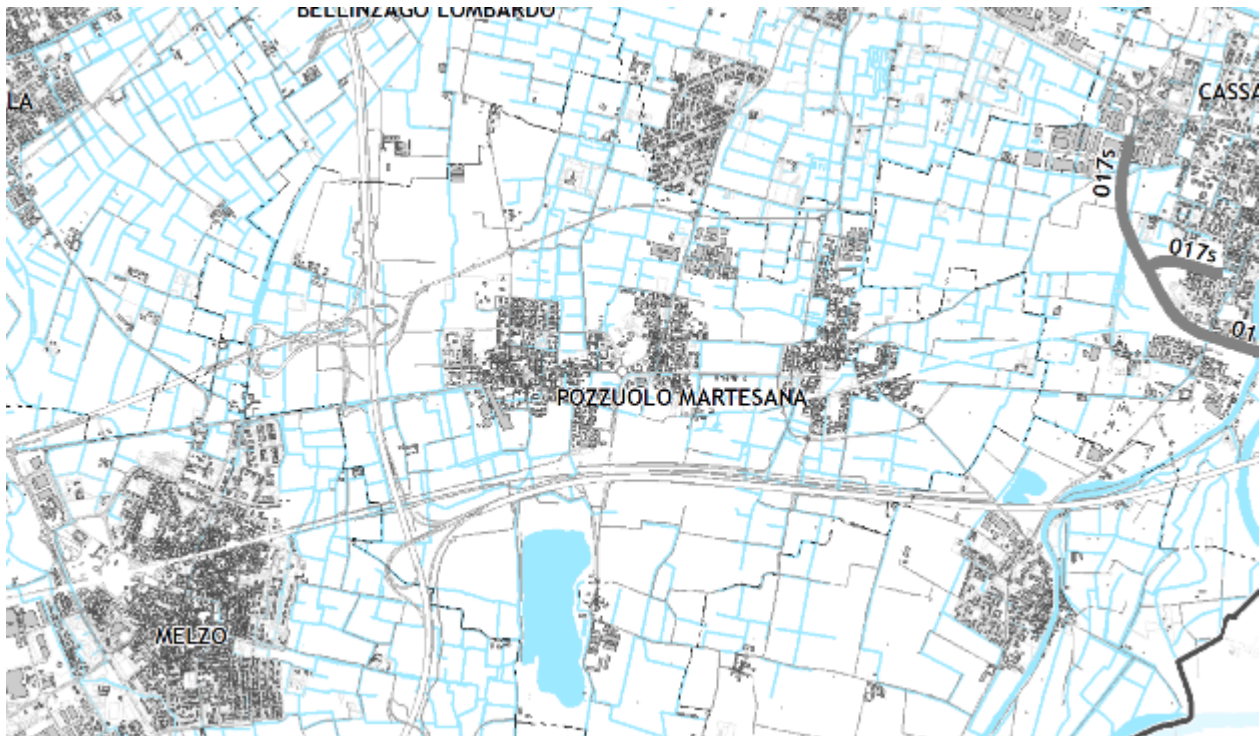 BELLINZAGO LOMBARDO
LA
CASSA
017s
017s
01
POZZUOLO MARTESANA
MELZO